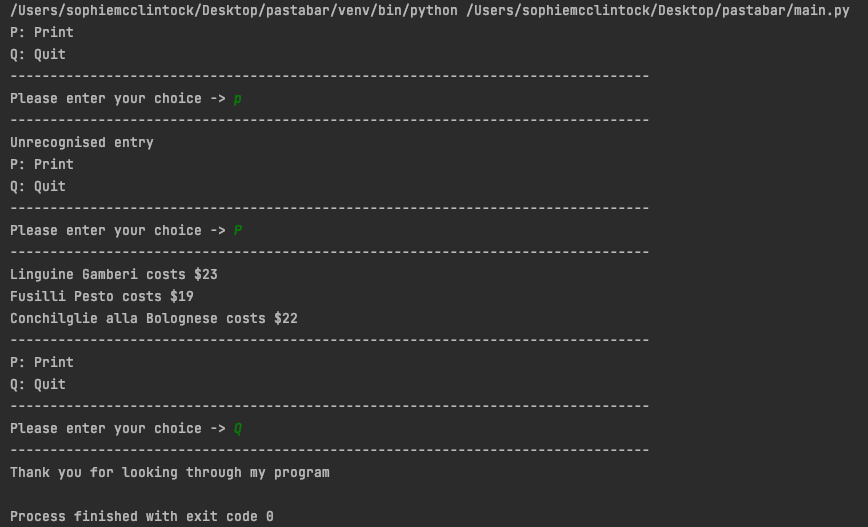 /Users/sophiemcclintock/Desktop/pastabar/venv/bin/python /Users/sophiemcclintock/Desktop/pastabar/main.py
P: Print
Q: Quit
--------------------------------------------------------------------------------
Please enter your choice -> p
--------------------------------------------------------------------------------
Unrecognised entry
P: Print
Q: Quit
--------------------------------------------------------------------------------
Please enter your choice -> P
--------------------------------------------------------------------------------
Linguine Gamberi costs $23
Fusilli Pesto costs $19
Conchilglie alla Bolognese costs $22
--------------------------------------------------------------------------------
P: Print
Q: Quit
--------------------------------------------------------------------------------
Please enter your choice -> Q
--------------------------------------------------------------------------------
Thank you for looking through my program
Process finished with exit code 0